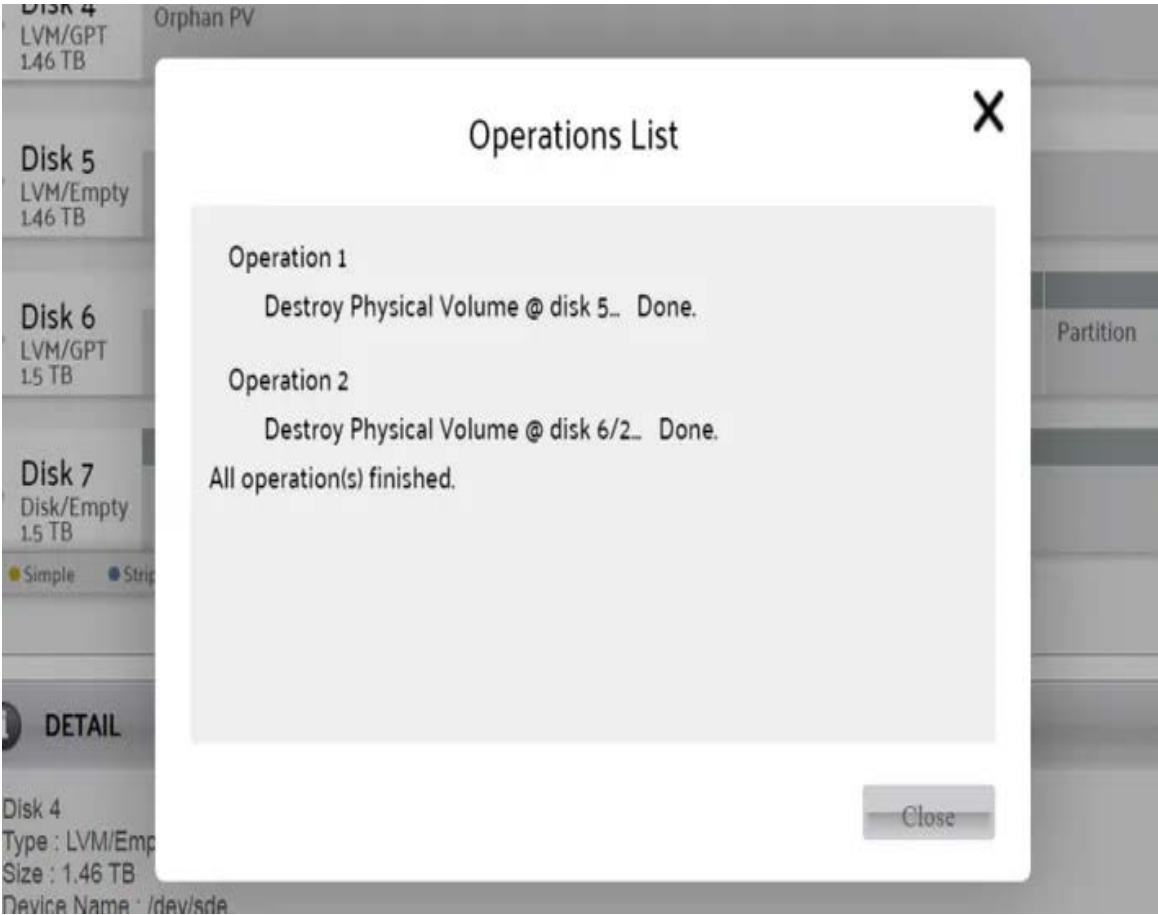 Disk 4
LVM/GPT
1.46 TB
Orphan PV
Operations List
X
Disk 5
LVM/Empty
1.46 TB
Operation 1
Destroy Physical Volume @ disk 5... Done.
Disk 6
LVM/GPT
1.5 TB
Partition
Operation 2
Destroy Physical Volume @ disk 6/2... Done.
All operation(s) finished.
Disk 7
Disk/Empty
1.5 TB
Simple Strip
DETAIL
Disk 4
Type : LVM/Emp
Size : 1.46 TB
Device Name : /dev/sde
Close